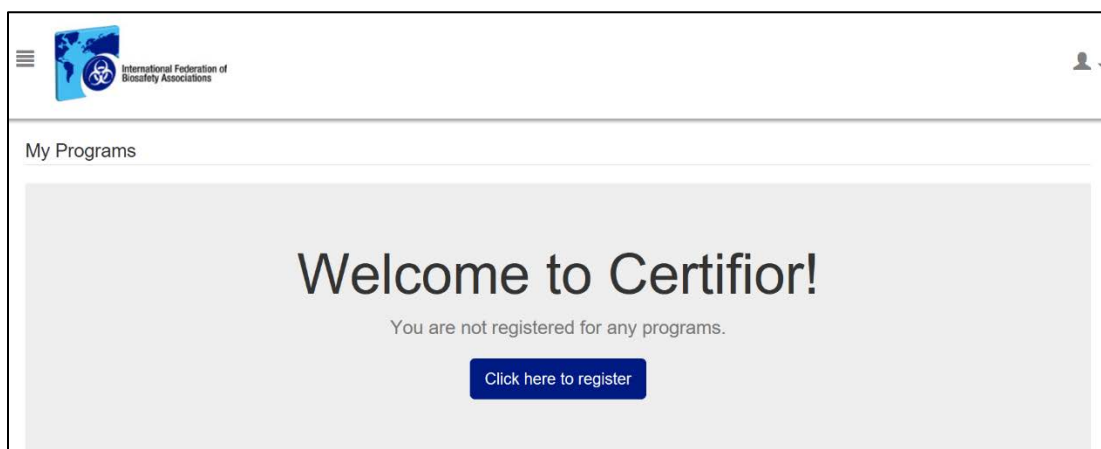 International Federation of
Biosafety Associations
My Programs
Welcome to Certifior!
You are not registered for any programs.
Click here to register